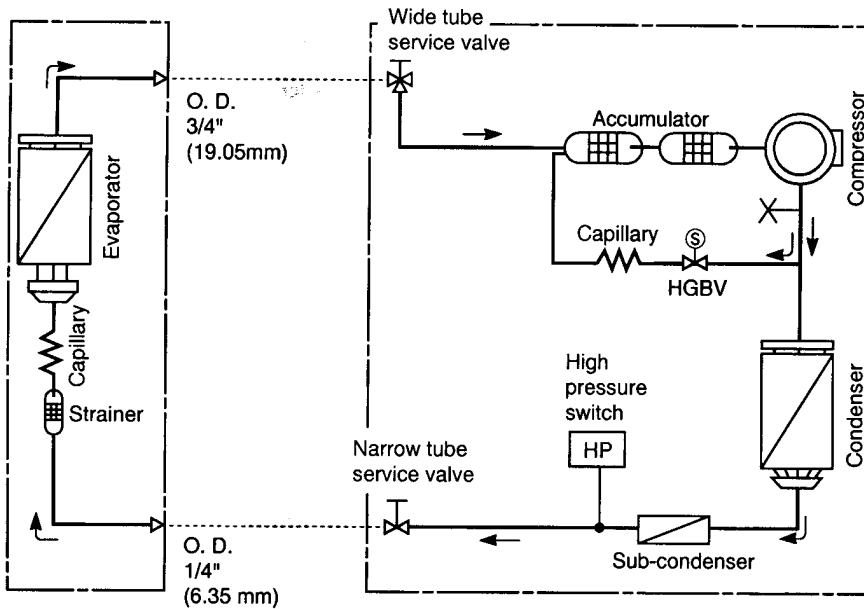 Wide tube
service valve
O. D.
3/4"
(19.05mm)
Accumulator
Compressor
Evaporator
Capillary
S
HGBV
Capillary
Strainer
High
pressure
switch
HP
Condenser
Narrow tube
service valve
O. D.
1/4"
(6.35 mm)
Sub-condenser